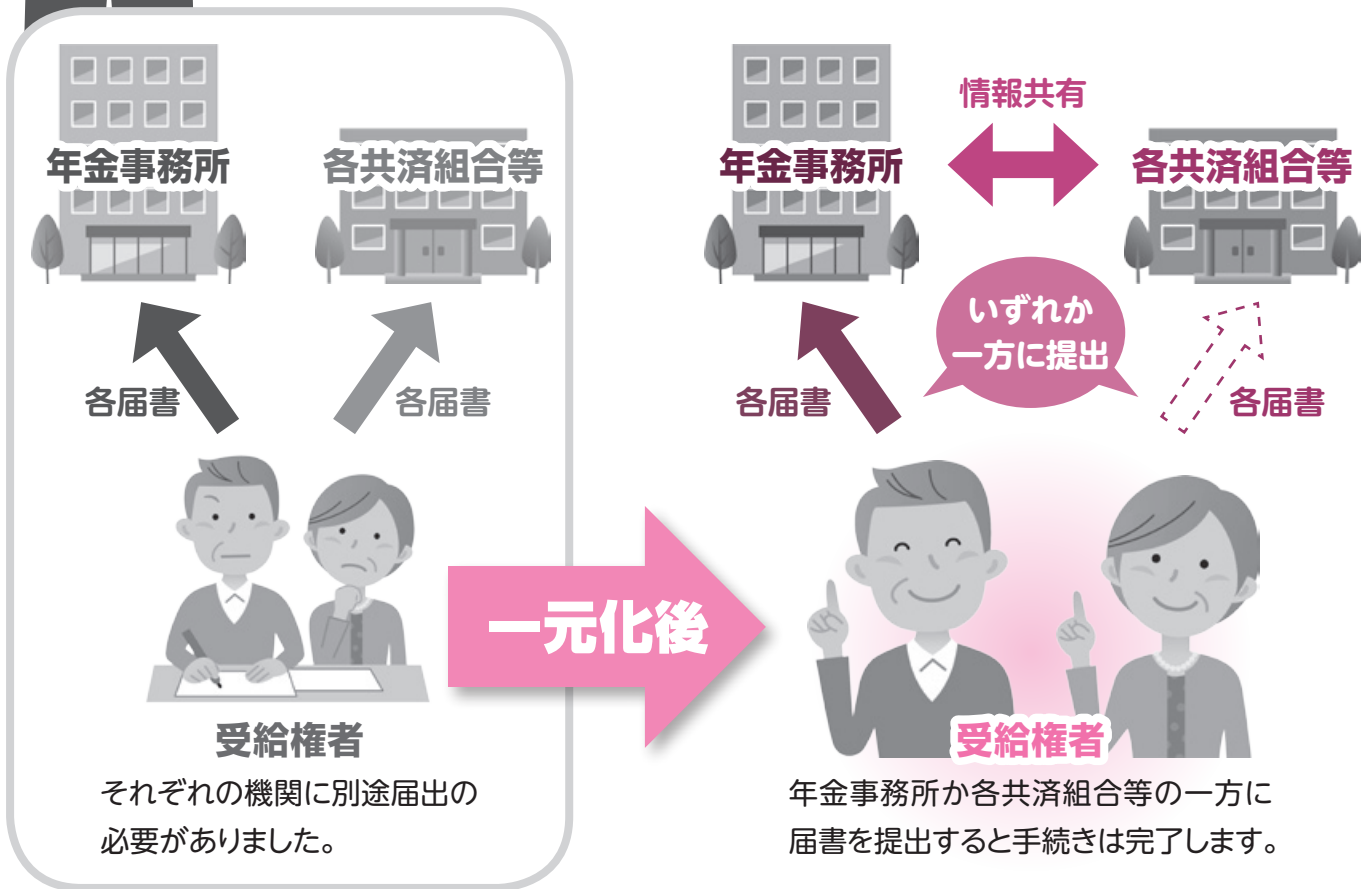 年金事務所
各共済組合等
各届書
各届書
受給権者
それぞれの機関に別途届出の
必要がありました。
一元化後
情報共有
年金事務所
各共済組合等
いずれか
一方に提出
各届書
各届書
受給権者
年金事務所か各共済組合等の一方に
届書を提出すると手続きは完了します。